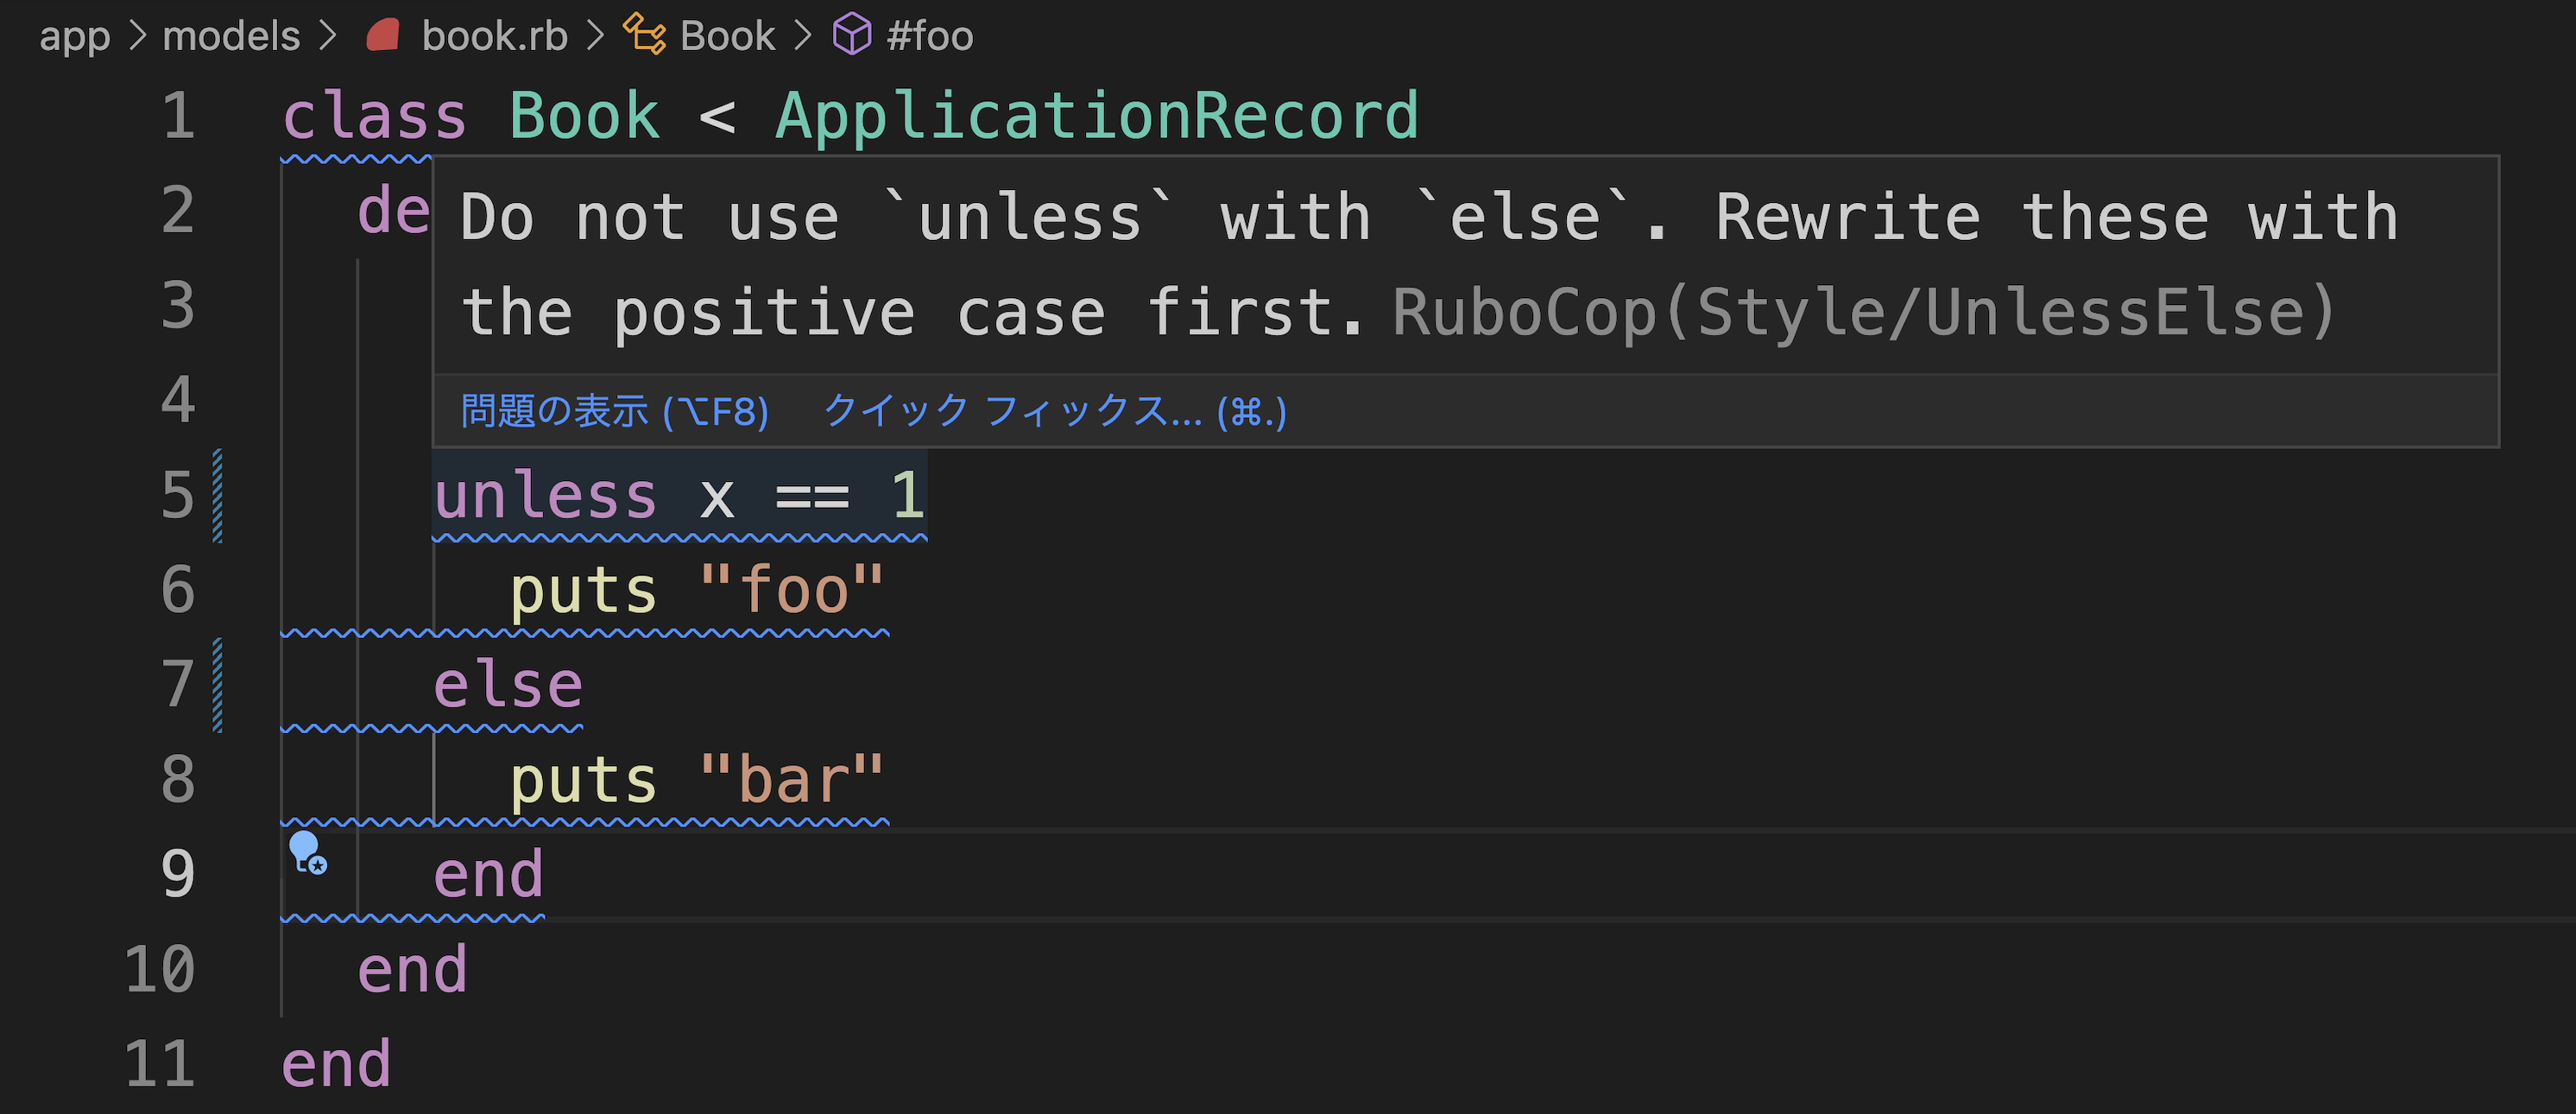 app > models > book.rb > Book > #foo
1 class Book < ApplicationRecord
2 de
Do not use `unless` with `else`. Rewrite these with
3
the positive case first. RuboCop(Style/UnlessElse)
4
問題の表示 (⌥F8) クイック フィックス... (⌘.)
5 unless x == 1
6 puts "foo"
7 else
8 puts "bar"
9 end
10 end
11 end